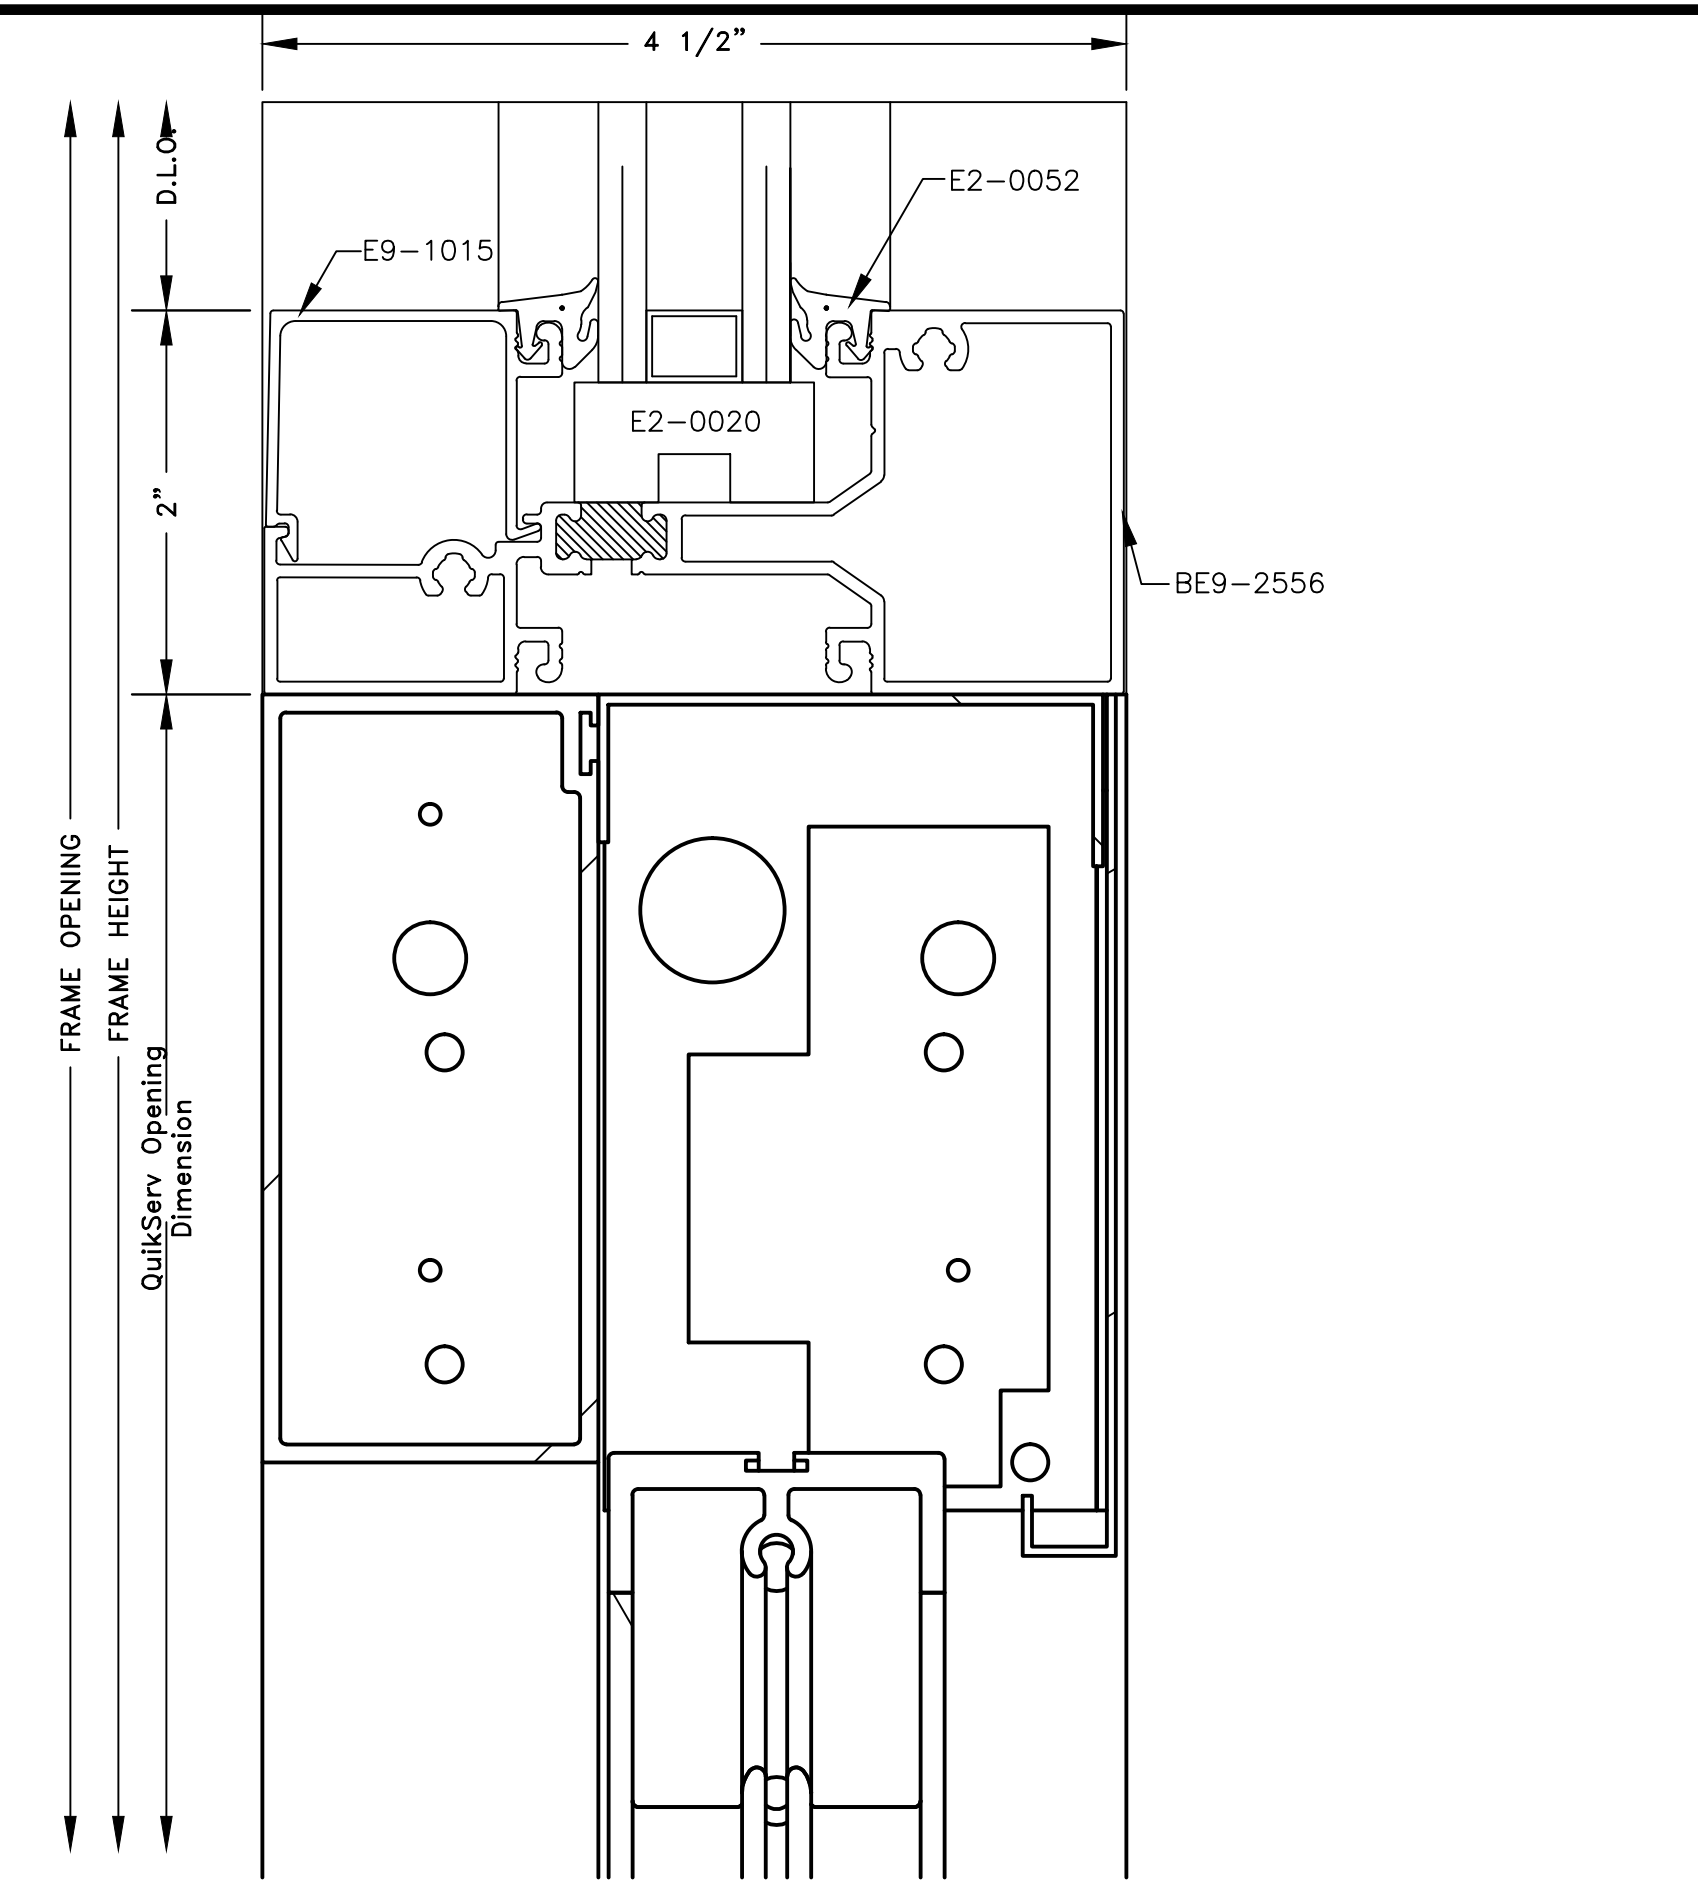 4 1/2"
D.L.O.
E2-0052
E9-1015
E2-0020
2"
BE9-2556
FRAME OPENING
FRAME HEIGHT
QuikServ Opening
Dimension